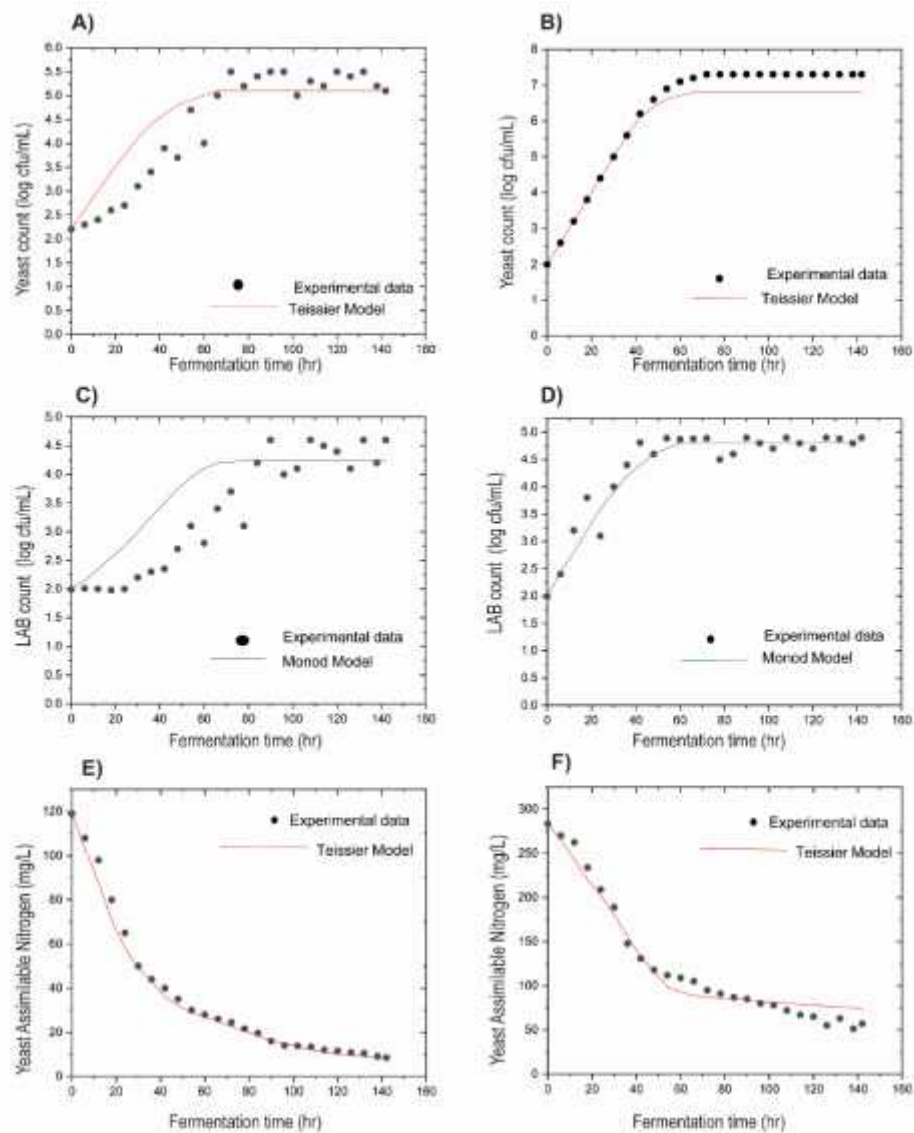 A)
6.0
5.5
5.0
4.5
4.0
3.5
3.0
2.5
2.0
1.5
1.0
0.5
0.0
Yeast count (log cfu/mL)
Experimental data
Teissier Model
0 20 40 60 80 100 120 140 160
Fermentation time (hr)
B)
8
7
6
5
4
3
2
1
0
Yeast count (log cfu/mL)
Experimental data
Teissier Model
0 20 40 60 80 100 120 140 160
Fermentation time (hr)
C)
5.0
4.5
4.0
3.5
3.0
2.5
2.0
1.5
1.0
0.5
0.0
LAB count (log cfu/mL)
Experimental data
Monod Model
0 20 40 60 80 100 120 140 160
Fermentation time (hr)
D)
5.0
4.5
4.0
3.5
3.0
2.5
2.0
1.5
1.0
0.5
0.0
LAB count (log cfu/mL)
Experimental data
Monod Model
0 20 40 60 80 100 120 140 160
Fermentation time (hr)
E)
120
100
80
60
40
20
0
Yeast Assimilable Nitrogen (mg/L)
Experimental data
Teissier Model
0 20 40 60 80 100 120 140 160
Fermentation time (hr)
F)
300
250
200
150
100
50
0
Yeast Assimilable Nitrogen (mg/L)
Experimental data
Teissier Model
0 20 40 60 80 100 120 140 160
Fermentation time (hr)